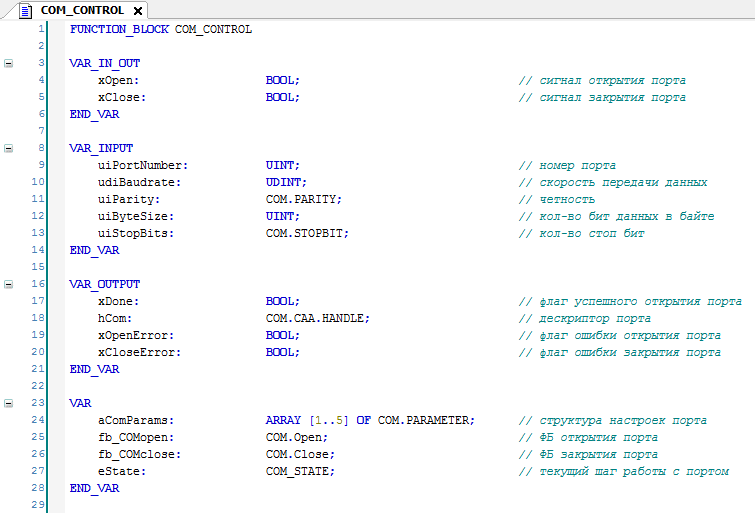 COM_CONTROL
1 FUNCTION_BLOCK COM_CONTROL
2
3 VAR_IN_OUT
4 xOpen: BOOL; // сигнал открытия порта
5 xClose: BOOL; // сигнал закрытия порта
6 END_VAR
7
8 VAR_INPUT
9 uiPortNumber: UINT; // номер порта
10 udiBaudrate: UDINT; // скорость передачи данных
11 uiParity: COM.PARITY; // четность
12 uiByteSize: UINT; // кол-во бит данных в байте
13 uiStopBits: COM.STOPBIT; // кол-во стоп бит
14 END_VAR
15
16 VAR_OUTPUT
17 xDone: BOOL; // флаг успешного открытия порта
18 hCom: COM.CAA.HANDLE; // дескриптор порта
19 xOpenError: BOOL; // флаг ошибки открытия порта
20 xCloseError: BOOL; // флаг ошибки закрытия порта
21 END_VAR
22
23 VAR
24 aComParams: ARRAY [1..5] OF COM.PARAMETER; // структура настроек порта
25 fb_COMopen: COM.Open; // ФБ открытия порта
26 fb_COMclose: COM.Close; // ФБ закрытия порта
27 eState: COM_STATE; // текущий шаг работы с портом
28 END_VAR
29